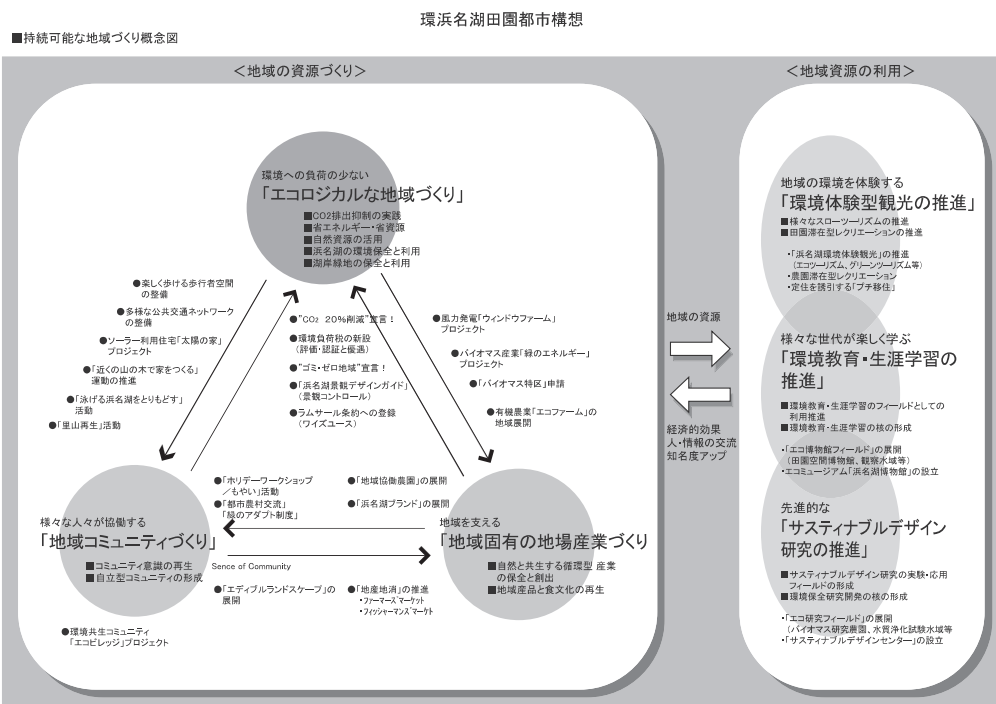 環浜名湖田園都市構想
■持続可能な地域づくり概念図
＜地域の資源づくり＞
環境への負荷の少ない
「エコロジカルな地域づくり」
■CO2排出抑制の実践
■省エネルギー・省資源
■自然資源の活用
■浜名湖の環境保全と利用
■湖岸緑地の保全と利用
●楽しく歩ける歩行者空間
の整備
●多様な公共交通ネットワーク
の整備
●ソーラー利用住宅「太陽の家」
プロジェクト
●「近くの山の木で家をつくる」
運動の推進
●「泳げる浜名湖をとりもどす」
活動
●「里山再生」活動
●"CO₂ 20%削減"宣言！
●環境負荷税の新設
（評価・認証と優遇）
●"ゴミ・ゼロ地域"宣言！
●「浜名湖景観デザインガイド」
（景観コントロール）
●ラムサール条約への登録
（ワイズユース）
●風力発電「ウィンドウファーム」
プロジェクト
●バイオマス産業「緑のエネルギー」
プロジェクト
●「バイオマス特区」申請
●有機農業「エコファーム」の
地域展開
様々な人々が協働する
「地域コミュニティづくり」
■コミュニティ意識の再生
■自立型コミュニティの形成
●環境共生コミュニティ
「エコビレッジ」プロジェクト
●「ホリデーワークショップ
／もやい」活動
●「都市農村交流」
「緑のアダプト制度」
●「地域協働農園」の展開
●「浜名湖ブランド」の展開
Sence of Community
●「エディブルランドスケープ」の
展開
●「地産地消」の推進
・ファーマーズマーケット
・フィッシャーマンズマーケト
地域を支える
「地域固有の地場産業づくり
■自然と共生する循環型 産業
の保全と創出
■地域産品と食文化の再生
地域の資源
経済的効果
人・情報の交流
知名度アップ
＜地域資源の利用＞
地域の環境を体験する
「環境体験型観光の推進」
■様々なスローツーリズムの推進
■田園滞在型レクリエーションの推進
・「浜名湖環境体験観光」の推進
（エコツーリズム、グリーンツーリズム等）
・農園滞在型レクリエーション
・定住を誘引する「プチ移住」
様々な世代が楽しく学ぶ
「環境教育・生涯学習の
推進」
■環境教育・生涯学習のフィールドとしての
利用推進
■環境教育・生涯学習の核の形成
・「エコ博物館フィールド」の展開
（田園空間博物館、観察水域等）
・エコミュージアム「浜名湖博物館」の設立
先進的な
「サスティナブルデザイン
研究の推進」
■サスティナブルデザイン研究の実験・応用
フィールドの形成
■環境保全研究開発の核の形成
・「エコ研究フィールド」の展開
（バイオマス研究農園、水質浄化試験水域等
・「サスティナブルデザインセンター」の設立